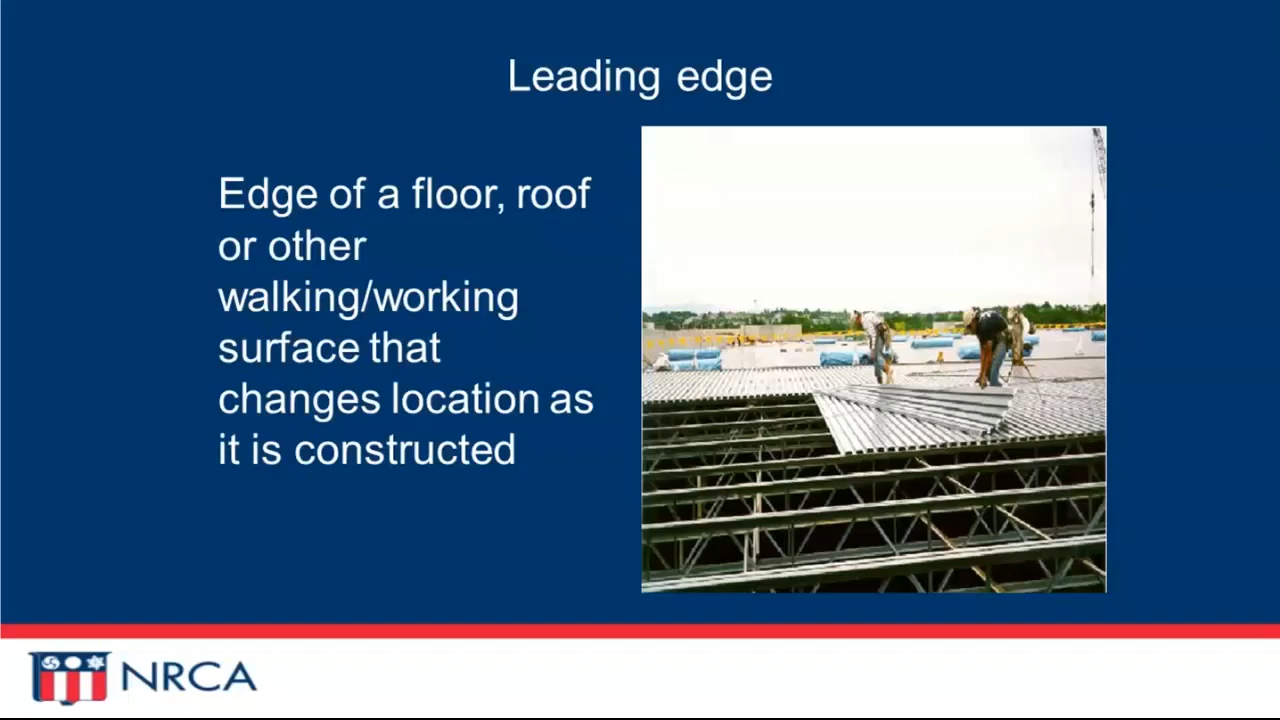 Leading edge
Edge of a floor, roof
or other
walking/working
surface that
changes location as
it is constructed
NRCA